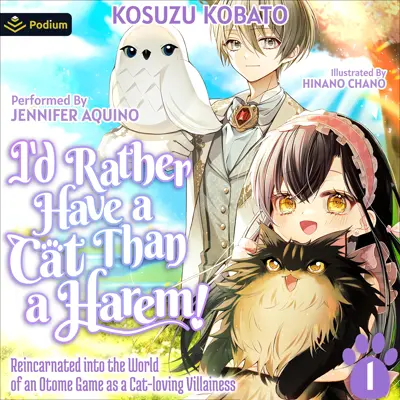 KOSUZU KOBATO
Podium
Illustrated By
HINANO CHANO
Performed By
JENNIFER AQUINO
I'd Rather
Have a
Cat Than
a Harem!
Reincarnated into the World
of an Otome Game as a Cat-loving Villainess
1